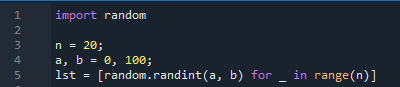 1 import random
2
3 n = 20;
4 a, b = 0, 100;
5 lst = [random.randint(a, b) for _ in range(n)]